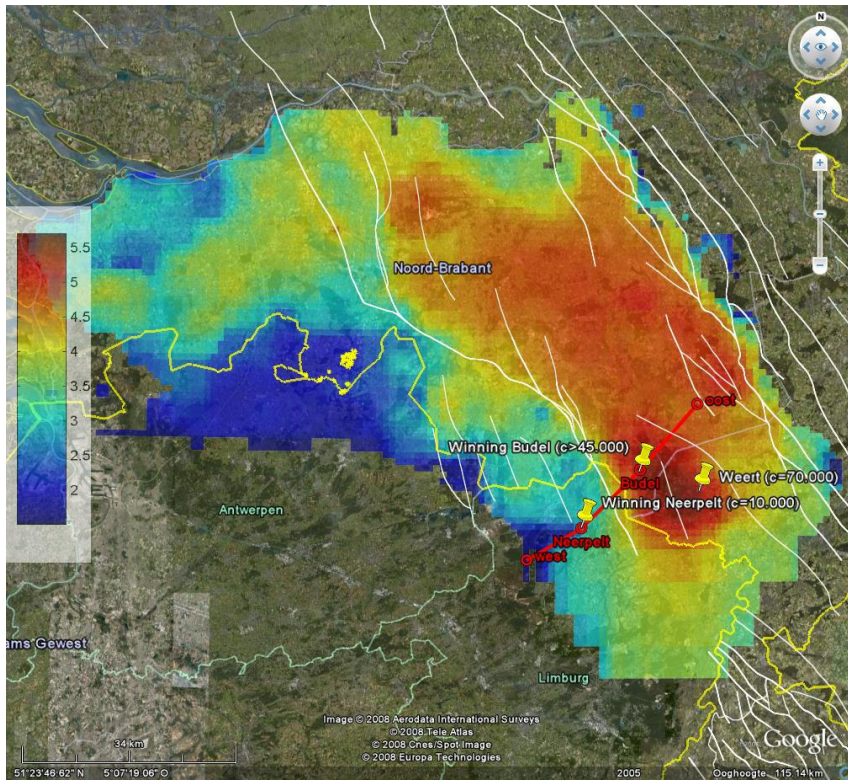 N
5.5
5
4.5
4
3.5
3
2.5
2
Noord-Brabant
oost
Winning Budel (c>45.000)
Budel
Weert (c=70.000)
Winning Neerpelt (c=10.000)
Antwerpen
Neerpelt
West
ams Gewest
Limburg
Image © 2008 Aerodata International Surveys
© 2008 Tele Atlas
© 2008 Cnes/Spot Image
© 2008 Europa Technologies
Google
34 km
51°23'46.62" N 5°07'19.06" O
2005
Ooghoogte 115.14 km